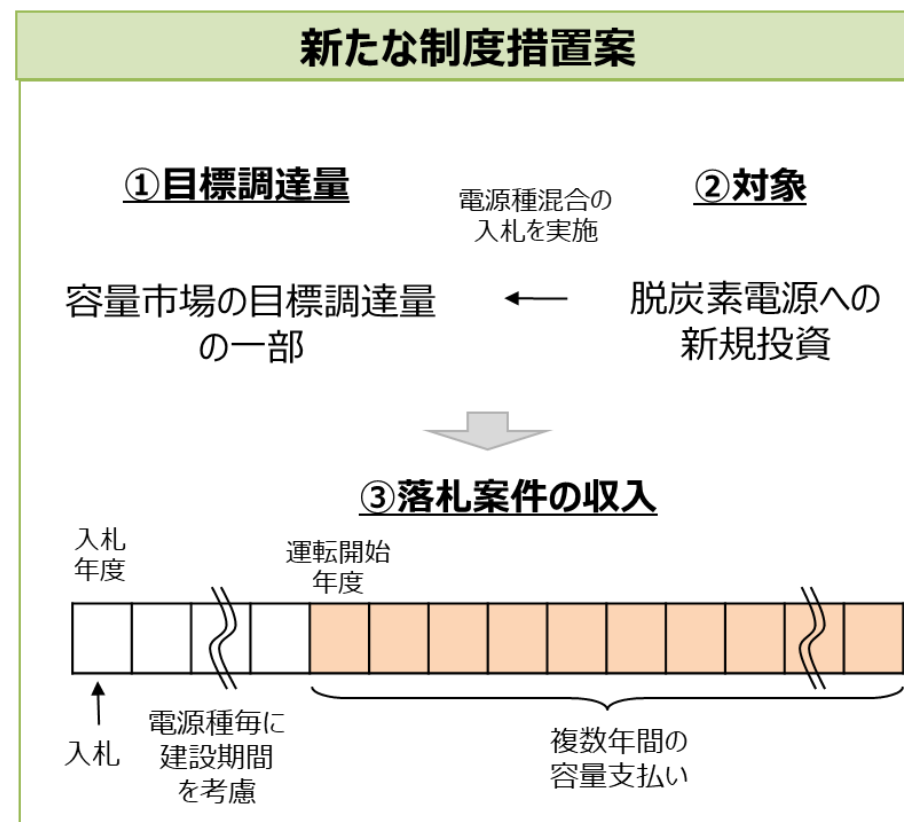 新たな制度措置案
①目標調達量
電源種混合の
入札を実施
②対象
容量市場の目標調達量
の一部
脱炭素電源への
新規投資
③落札案件の収入
入札
年度
運転開始
年度
入札
電源種毎に
建設期間
を考慮
複数年間の
容量支払い